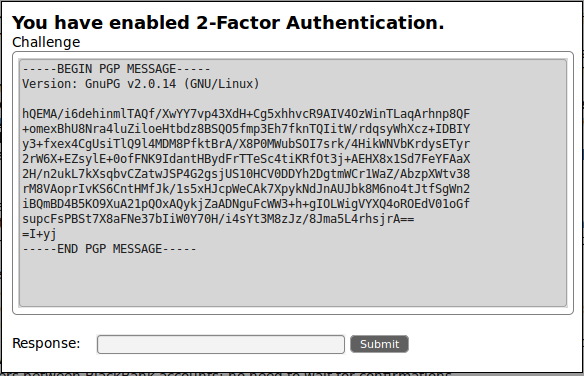 You have enabled 2-Factor Authentication.
Challenge
-----BEGIN PGP MESSAGE-----
Version: GnuPG v2.0.14 (GNU/Linux)
hQEMA/i6dehinmlTAQf/XwYY7vp43XdH+Cg5xhhvcR9AIV4OzWinTLaqArhnp8QF
+omexBhU8Nra4luZiloeHtbdz8BSQO5fmp3Eh7fknTQIitW/rdqsyWhXcz+IDBIY
y3+fxex4CgUsiTlQ9l4MDM8PfktBrA/X8P0MWubSOI7srk/4HikWNVbKrdysETyr
2rW6X+EZsylE+0ofFNK9IdantHBydFrTTeSc4tiKRfOt3j+AEHX8x1Sd7FeYFAaX
2H/n2ukL7kXsqbvCZatwJSP4G2gsjUS10HCV0DDYh2DgtmWCr1WaZ/AbzpXWtv38
rM8VAoprIvKS6CntHMfJk/1s5xHJcpWeCAk7XpykNdJnAUJbk8M6no4tJtfSgWn2
iBQmBD4B5KO9XuA21pQOxAQykjZaADNguFcWW3+h+gIOLWigVYXQ4oROEdV01oGf
supcFsPBSt7X8aFNe37bIiW0Y70H/i4sYt3M8zJz/8Jma5L4rhsjrA==
=I+yj
-----END PGP MESSAGE-----
Response:
Submit